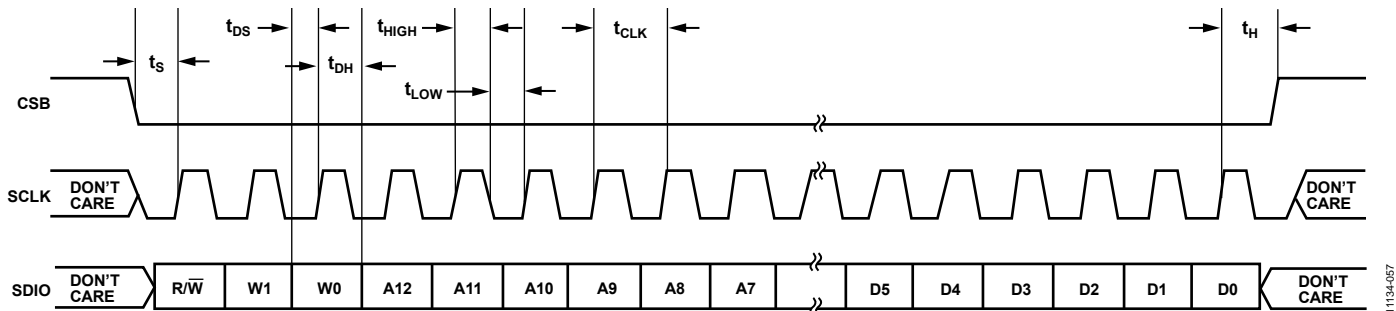 tDS
tHIGH
tCLK
tH
tS
tDH
tLOW
CSB
SCLK DON'T CARE DON'T CARE
SDIO DON'T CARE R/W̅ W1 W0 A12 A11 A10 A9 A8 A7 D5 D4 D3 D2 D1 D0 DON'T CARE
11134-057